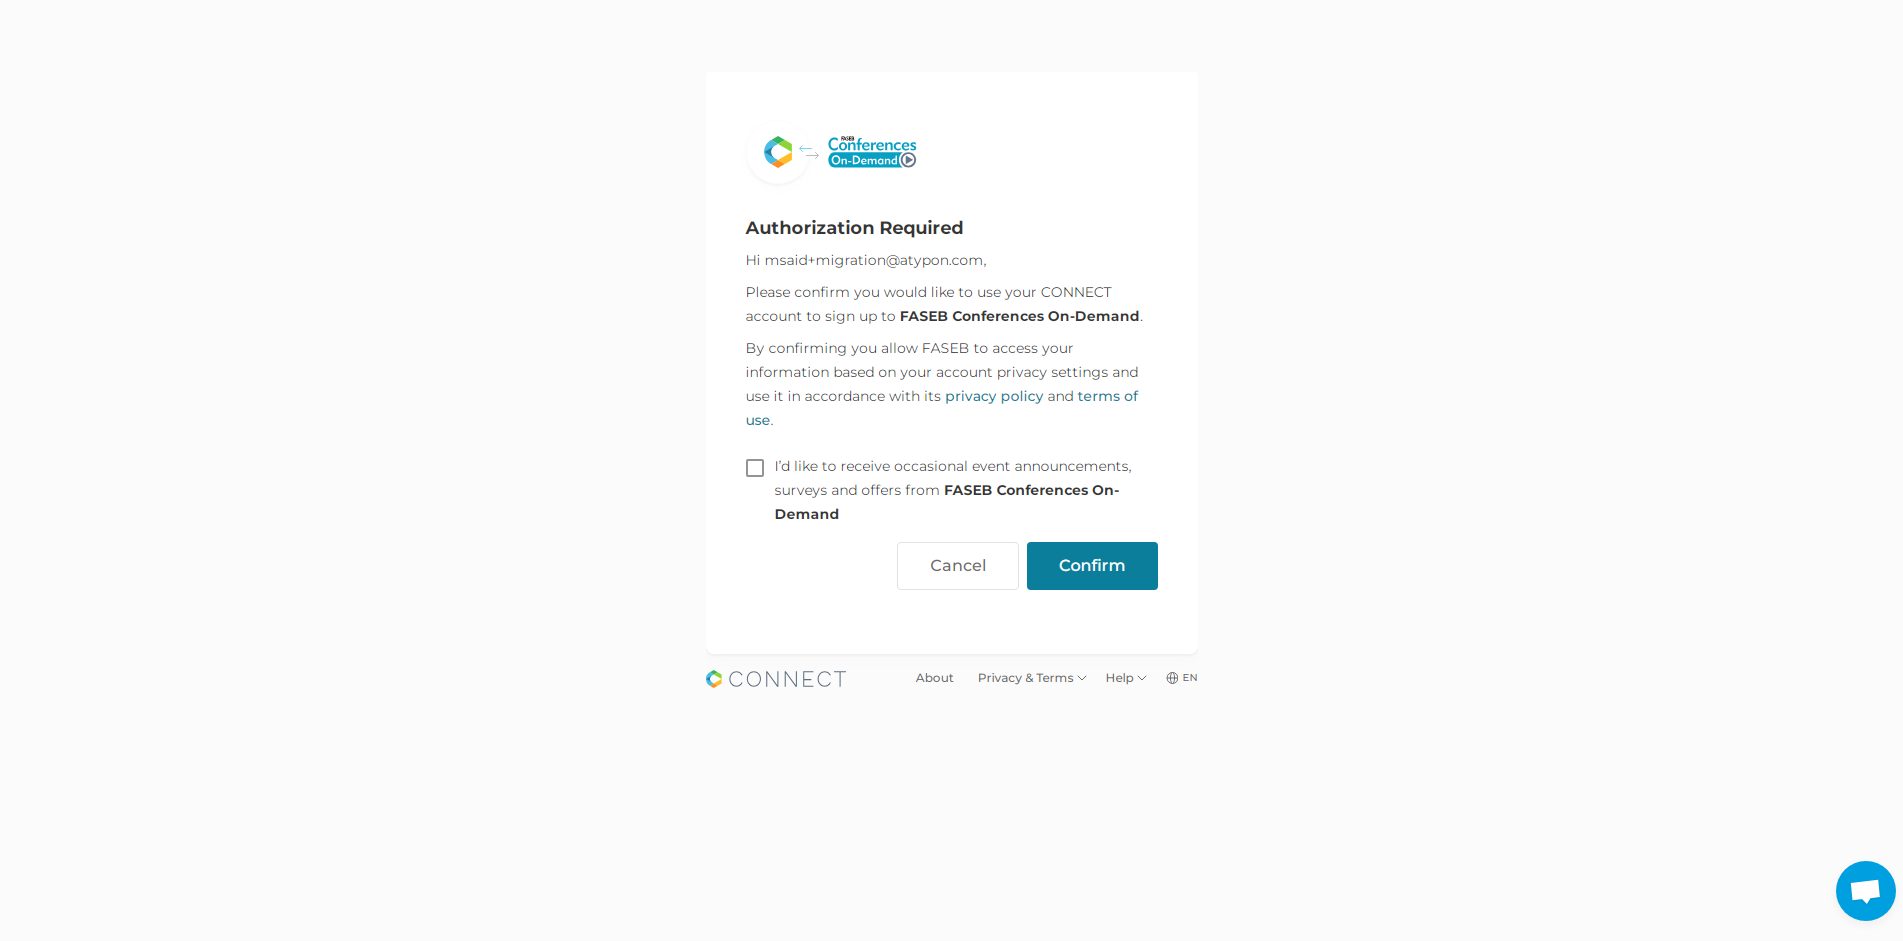 FASEB
Conferences
On-Demand
Authorization Required
Hi msaid+migration@atypon.com,
Please confirm you would like to use your CONNECT
account to sign up to FASEB Conferences On-Demand.
By confirming you allow FASEB to access your
information based on your account privacy settings and
use it in accordance with its privacy policy and terms of
use.
I’d like to receive occasional event announcements,
surveys and offers from FASEB Conferences On-
Demand
Cancel Confirm
CONNECT About Privacy & Terms Help EN